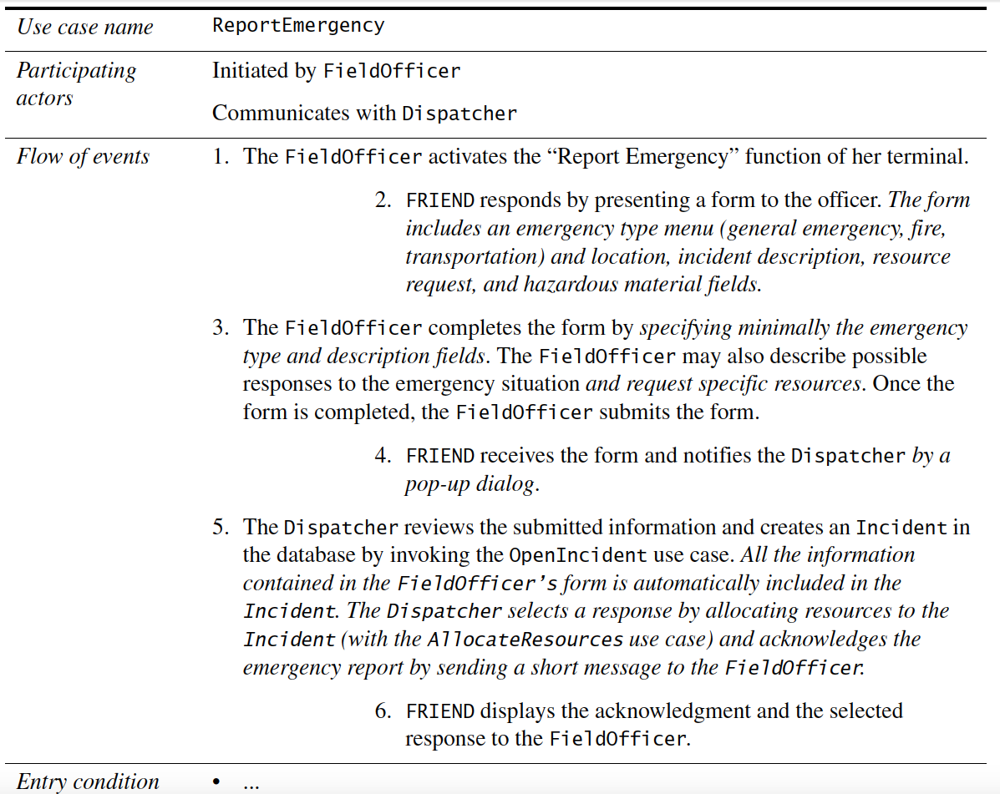 Use case name ReportEmergency
Participating actors
Initiated by FieldOfficer
Communicates with Dispatcher
Flow of events
1. The FieldOfficer activates the “Report Emergency” function of her terminal.
2. FRIEND responds by presenting a form to the officer. The form
includes an emergency type menu (general emergency, fire,
transportation) and location, incident description, resource
request, and hazardous material fields.
3. The FieldOfficer completes the form by specifying minimally the emergency
type and description fields. The FieldOfficer may also describe possible
responses to the emergency situation and request specific resources. Once the
form is completed, the FieldOfficer submits the form.
4. FRIEND receives the form and notifies the Dispatcher by a
pop-up dialog.
5. The Dispatcher reviews the submitted information and creates an Incident in
the database by invoking the OpenIncident use case. All the information
contained in the FieldOfficer’s form is automatically included in the
Incident. The Dispatcher selects a response by allocating resources to the
Incident (with the AllocateResources use case) and acknowledges the
emergency report by sending a short message to the FieldOfficer.
6. FRIEND displays the acknowledgment and the selected
response to the FieldOfficer.
Entry condition • ...